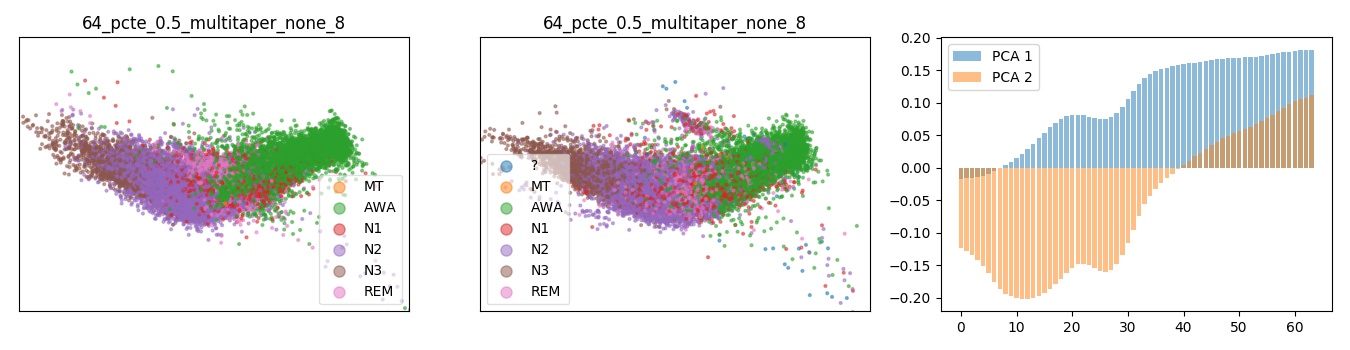 64_pcte_0.5_multitaper_none_8
MT
AWA
N1
N2
N3
REM
64_pcte_0.5_multitaper_none_8
?
MT
AWA
N1
N2
N3
REM
PCA 1
PCA 2
0.20
0.15
0.10
0.05
0.00
−0.05
−0.10
−0.15
−0.20
0 10 20 30 40 50 60